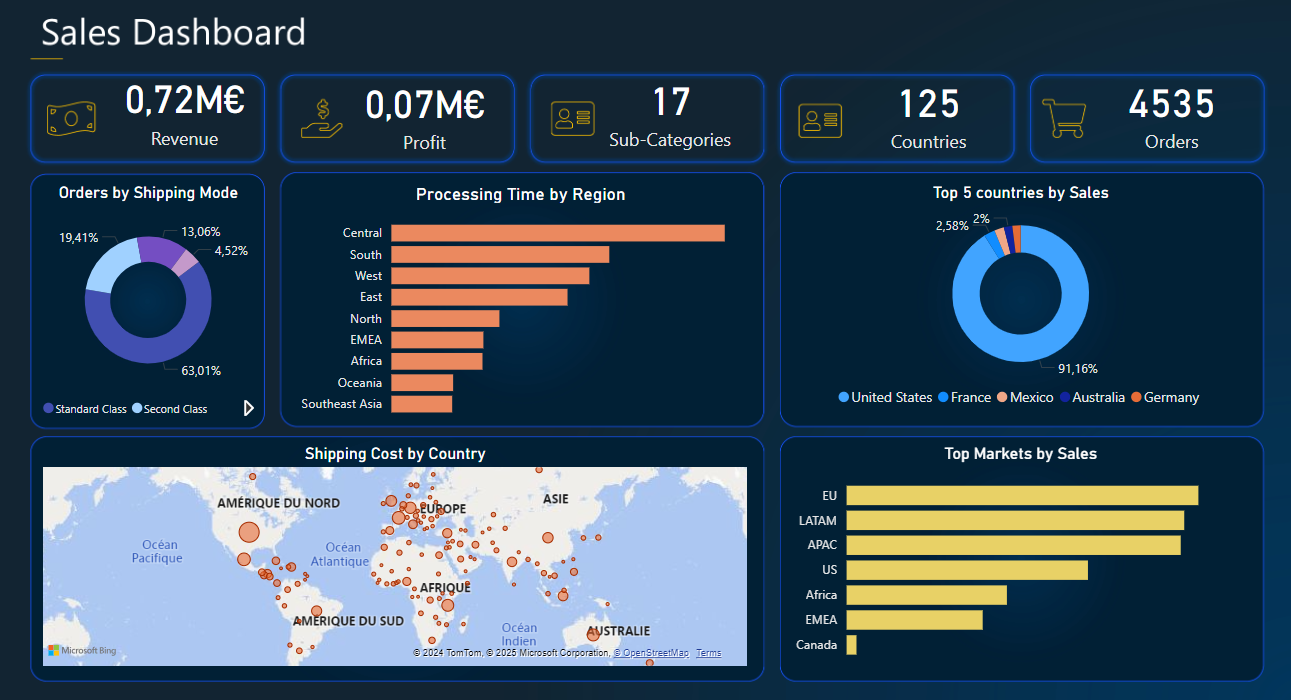 Sales Dashboard
0,72M€
Revenue
0,07M€
Profit
17
Sub-Categories
125
Countries
4535
Orders
Orders by Shipping Mode
19,41%
13,06%
4,52%
63,01%
Standard Class
Second Class
Processing Time by Region
Central
South
West
East
North
EMEA
Africa
Oceania
Southeast Asia
Top 5 countries by Sales
2,58%
2%
91,16%
United States
France
Mexico
Australia
Germany
Shipping Cost by Country
AMÉRIQUE DU NORD
EUROPE
ASIE
Océan
Pacifique
Océan
Atlantique
AFRIQUE
AMÉRIQUE DU SUD
Océan
Indien
AUSTRALIE
Microsoft Bing
© 2024 TomTom, © 2025 Microsoft Corporation, © OpenStreetMap Terms
Top Markets by Sales
EU
LATAM
APAC
US
Africa
EMEA
Canada